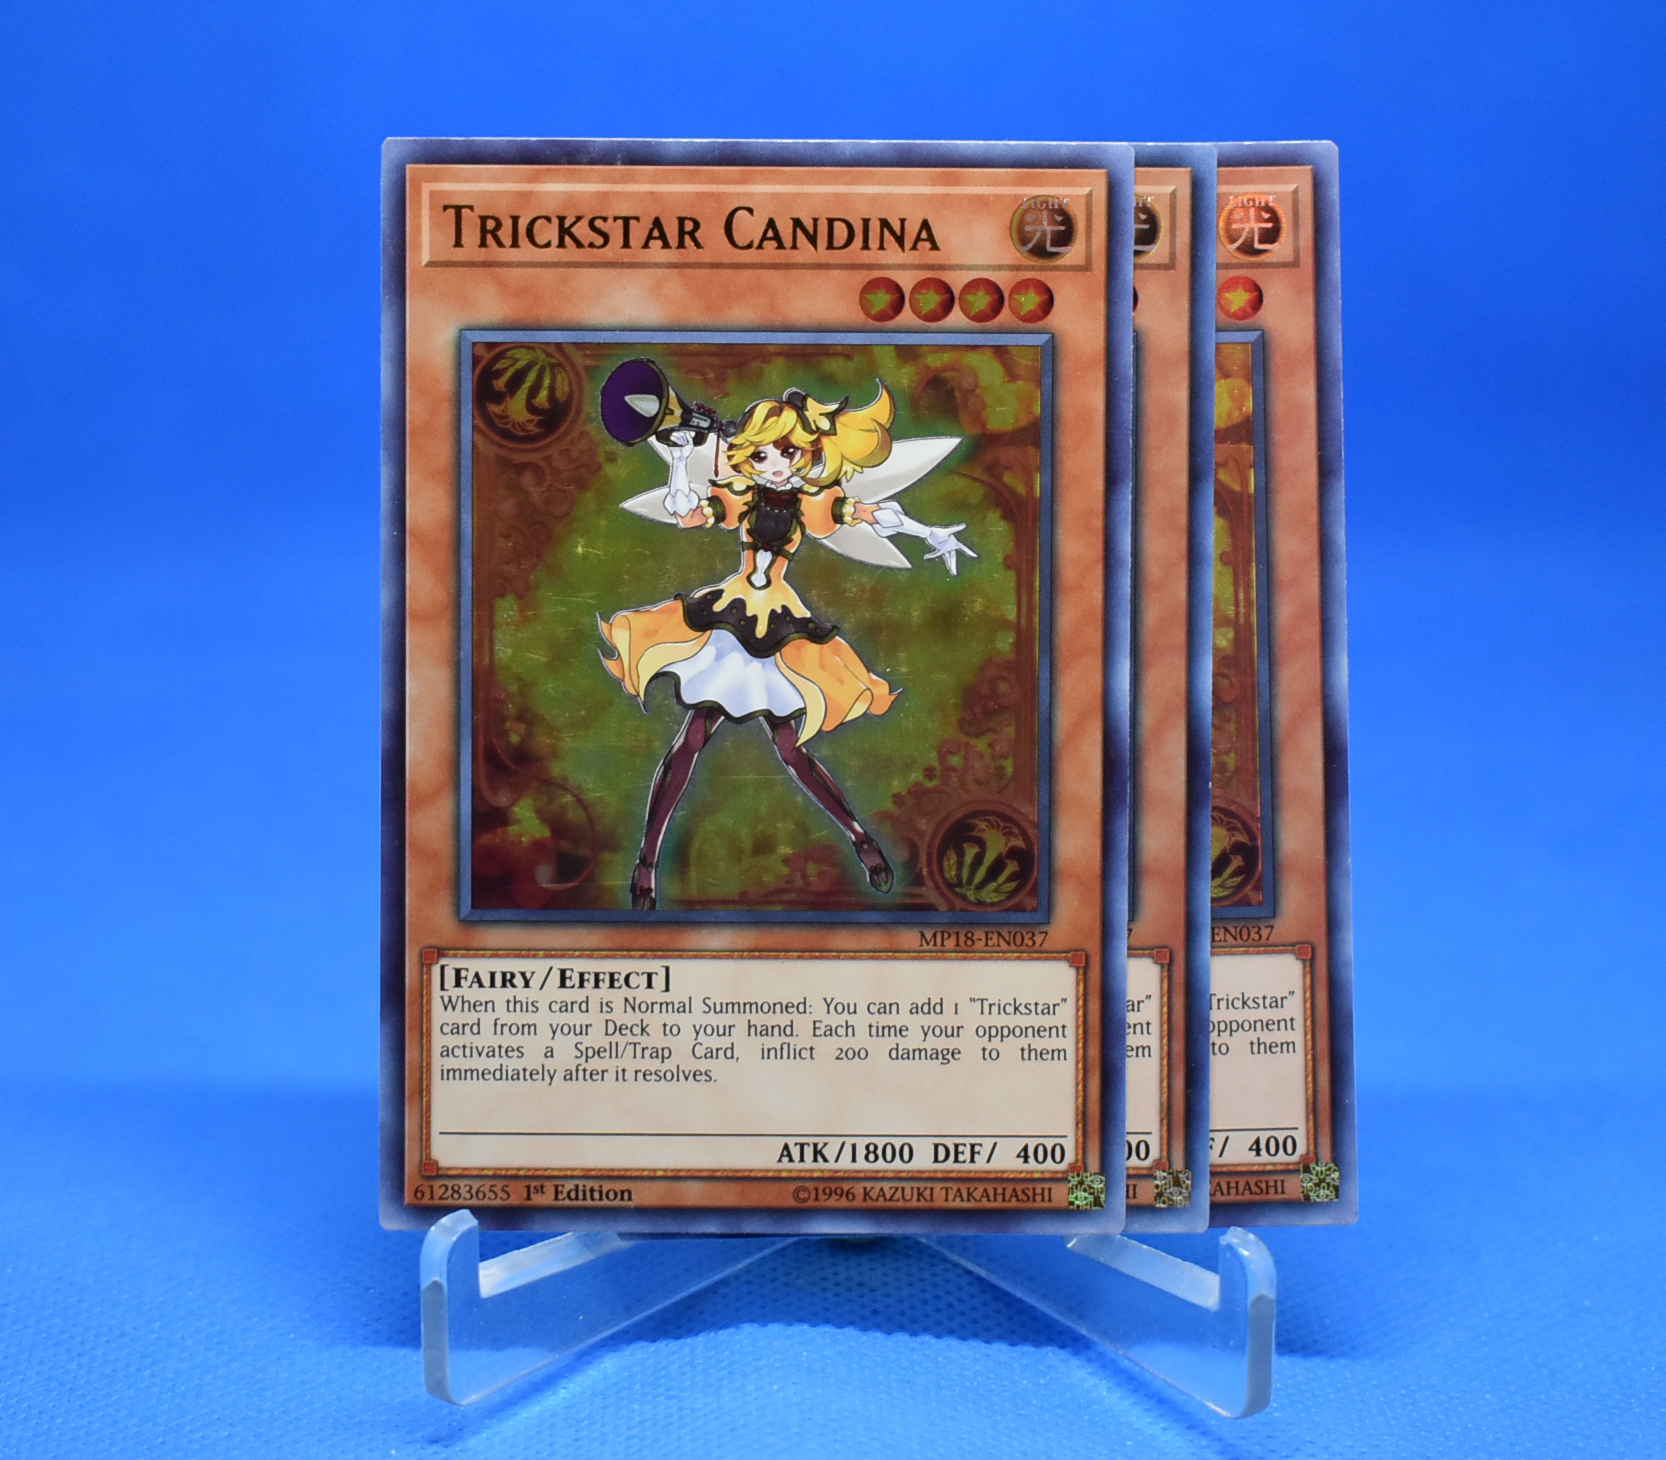 TRICKSTAR CANDINA
LIGHT
光
LIGHT
光
MP18-EN037
EN037
[FAIRY/EFFECT]
When this card is Normal Summoned: You can add 1 "Trickstar"
card from your Deck to your hand. Each time your opponent
activates a Spell/Trap Card, inflict 200 damage to them
immediately after it resolves.
Trickstar"
opponent
to them
ATK/1800 DEF/ 400
/ 400
61283655 1st Edition
©1996 KAZUKI TAKAHASHI
AHASHI